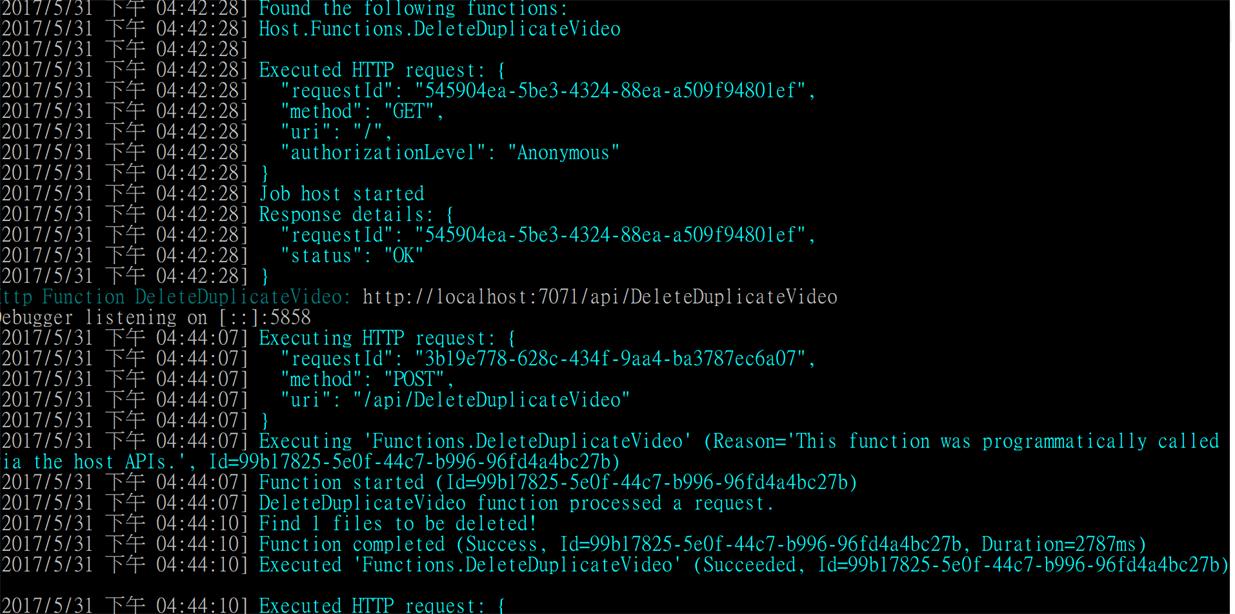 2017/5/31 下午 04:42:28] Found the following functions:
2017/5/31 下午 04:42:28] Host.Functions.DeleteDuplicateVideo
2017/5/31 下午 04:42:28]
2017/5/31 下午 04:42:28] Executed HTTP request: {
2017/5/31 下午 04:42:28]   "requestId": "545904ea-5be3-4324-88ea-a509f94801ef",
2017/5/31 下午 04:42:28]   "method": "GET",
2017/5/31 下午 04:42:28]   "uri": "/",
2017/5/31 下午 04:42:28]   "authorizationLevel": "Anonymous"
2017/5/31 下午 04:42:28] }
2017/5/31 下午 04:42:28] Job host started
2017/5/31 下午 04:42:28] Response details: {
2017/5/31 下午 04:42:28]   "requestId": "545904ea-5be3-4324-88ea-a509f94801ef",
2017/5/31 下午 04:42:28]   "status": "OK"
2017/5/31 下午 04:42:28] }
ttp Function DeleteDuplicateVideo: http://localhost:7071/api/DeleteDuplicateVideo
ebugger listening on [::]:5858
2017/5/31 下午 04:44:07] Executing HTTP request: {
2017/5/31 下午 04:44:07]   "requestId": "3b19e778-628c-434f-9aa4-ba3787ec6a07",
2017/5/31 下午 04:44:07]   "method": "POST",
2017/5/31 下午 04:44:07]   "uri": "/api/DeleteDuplicateVideo"
2017/5/31 下午 04:44:07] }
2017/5/31 下午 04:44:07] Executing 'Functions.DeleteDuplicateVideo' (Reason='This function was programmatically called
ia the host APIs.', Id=99b17825-5e0f-44c7-b996-96fd4a4bc27b)
2017/5/31 下午 04:44:07] Function started (Id=99b17825-5e0f-44c7-b996-96fd4a4bc27b)
2017/5/31 下午 04:44:07] DeleteDuplicateVideo function processed a request.
2017/5/31 下午 04:44:10] Find 1 files to be deleted!
2017/5/31 下午 04:44:10] Function completed (Success, Id=99b17825-5e0f-44c7-b996-96fd4a4bc27b, Duration=2787ms)
2017/5/31 下午 04:44:10] Executed 'Functions.DeleteDuplicateVideo' (Succeeded, Id=99b17825-5e0f-44c7-b996-96fd4a4bc27b)
2017/5/31 下午 04:44:10] Executed HTTP request: {